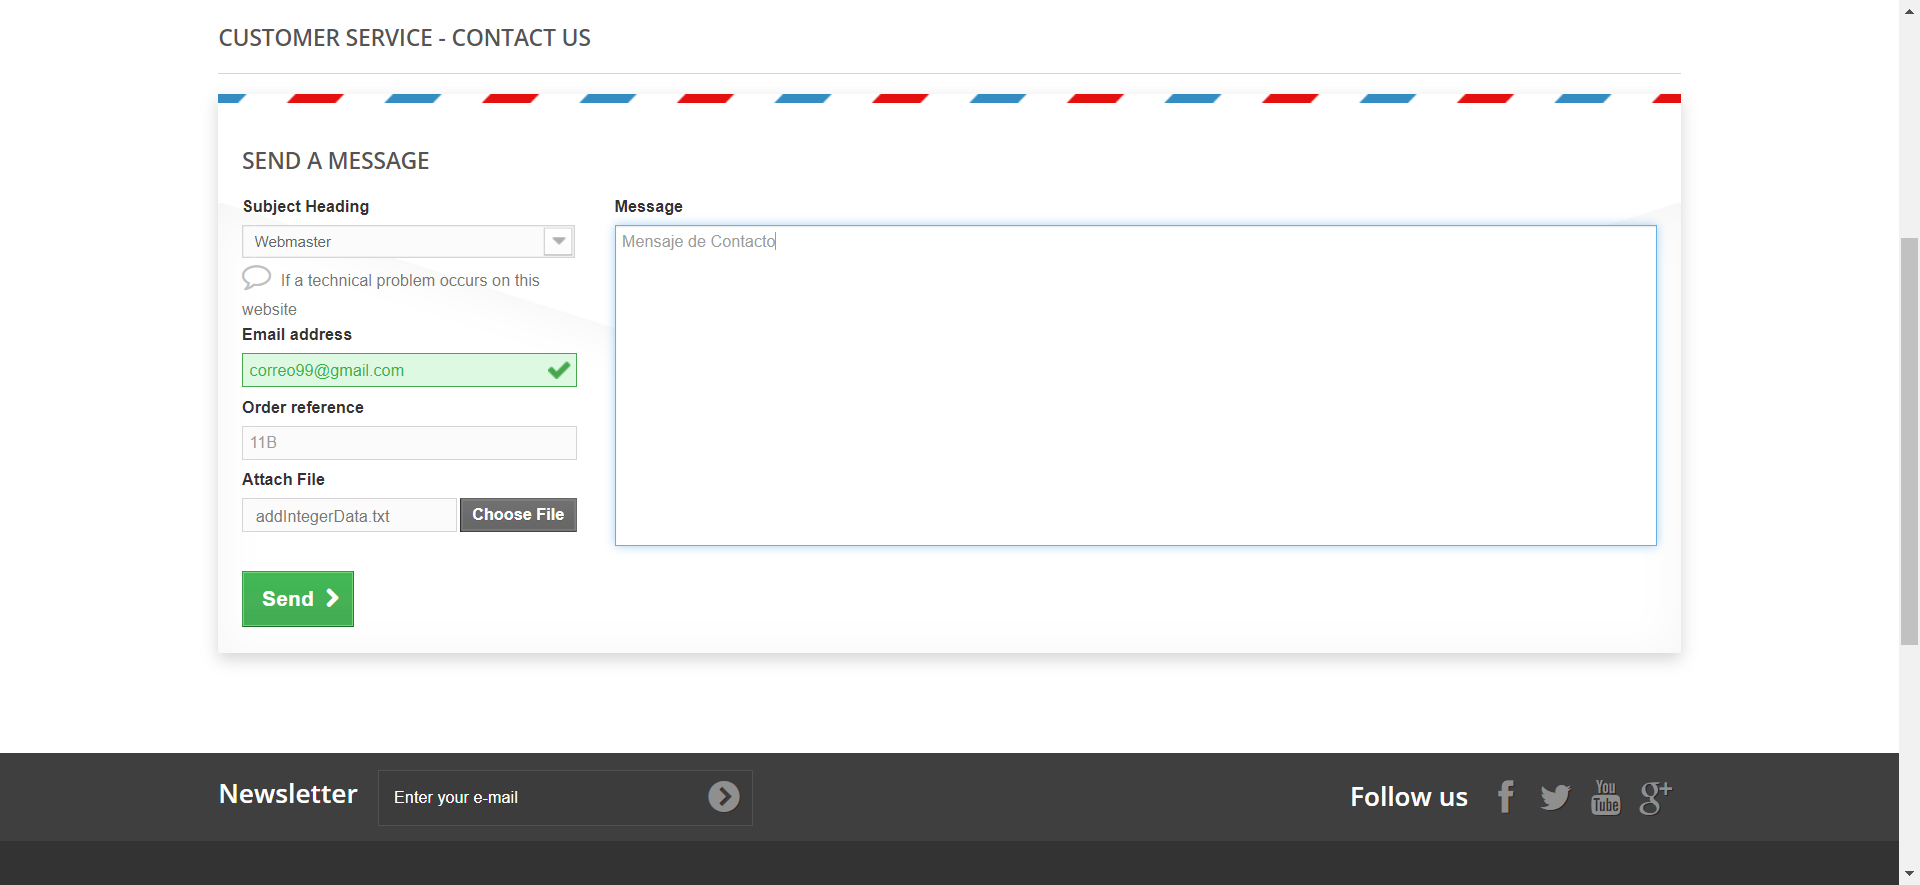 CUSTOMER SERVICE - CONTACT US
SEND A MESSAGE
Subject Heading
Webmaster
If a technical problem occurs on this
website
Email address
correo99@gmail.com
Order reference
11B
Attach File
addIntegerData.txt
Choose File
Send
Message
Mensaje de Contacto
Newsletter
Enter your e-mail
Follow us
You
Tube
g+